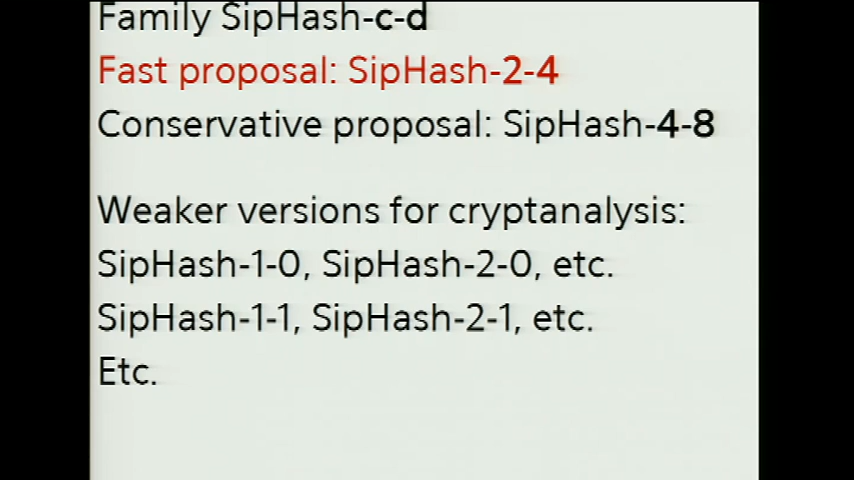 Family SipHash-c-d
Fast proposal: SipHash-2-4
Conservative proposal: SipHash-4-8
Weaker versions for cryptanalysis:
SipHash-1-0, SipHash-2-0, etc.
SipHash-1-1, SipHash-2-1, etc.
Etc.